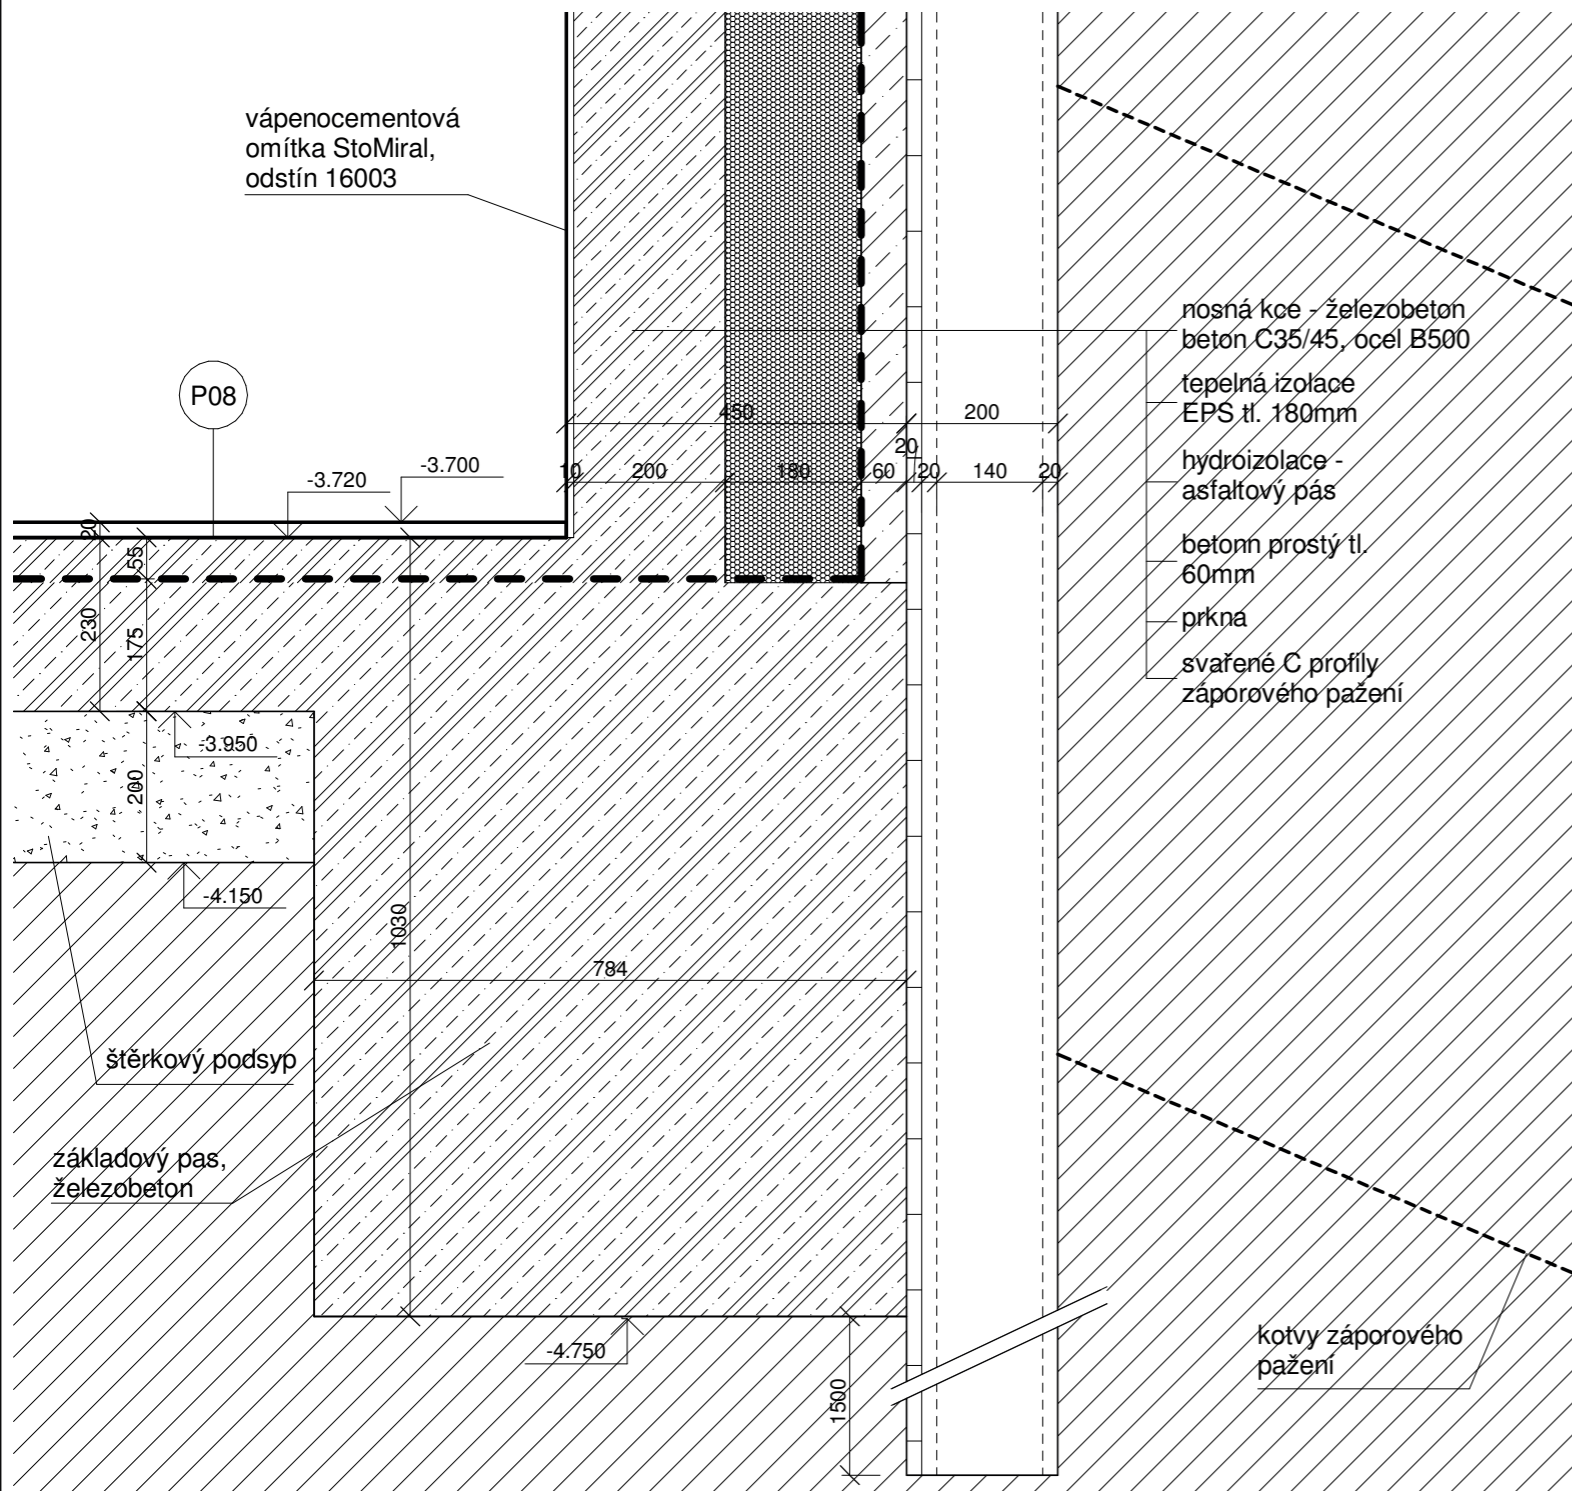 vápenocementová
omítka StoMiral,
odstín 16003
nosná kce - železobeton
beton C35/45, ocel B500
tepelná izolace
EPS tl. 180mm
hydroizolace -
asfaltový pás
betonn prostý tl.
60mm
prkna
svařené C profily
záporového pažení
P08
450
200
20
10
200
180
60
20
140
20
-3.720
-3.700
20
55
230
175
-3.950
200
-4.150
1030
784
štěrkový podsyp
základový pas,
železobeton
-4.750
1500
kotvy záporového
pažení